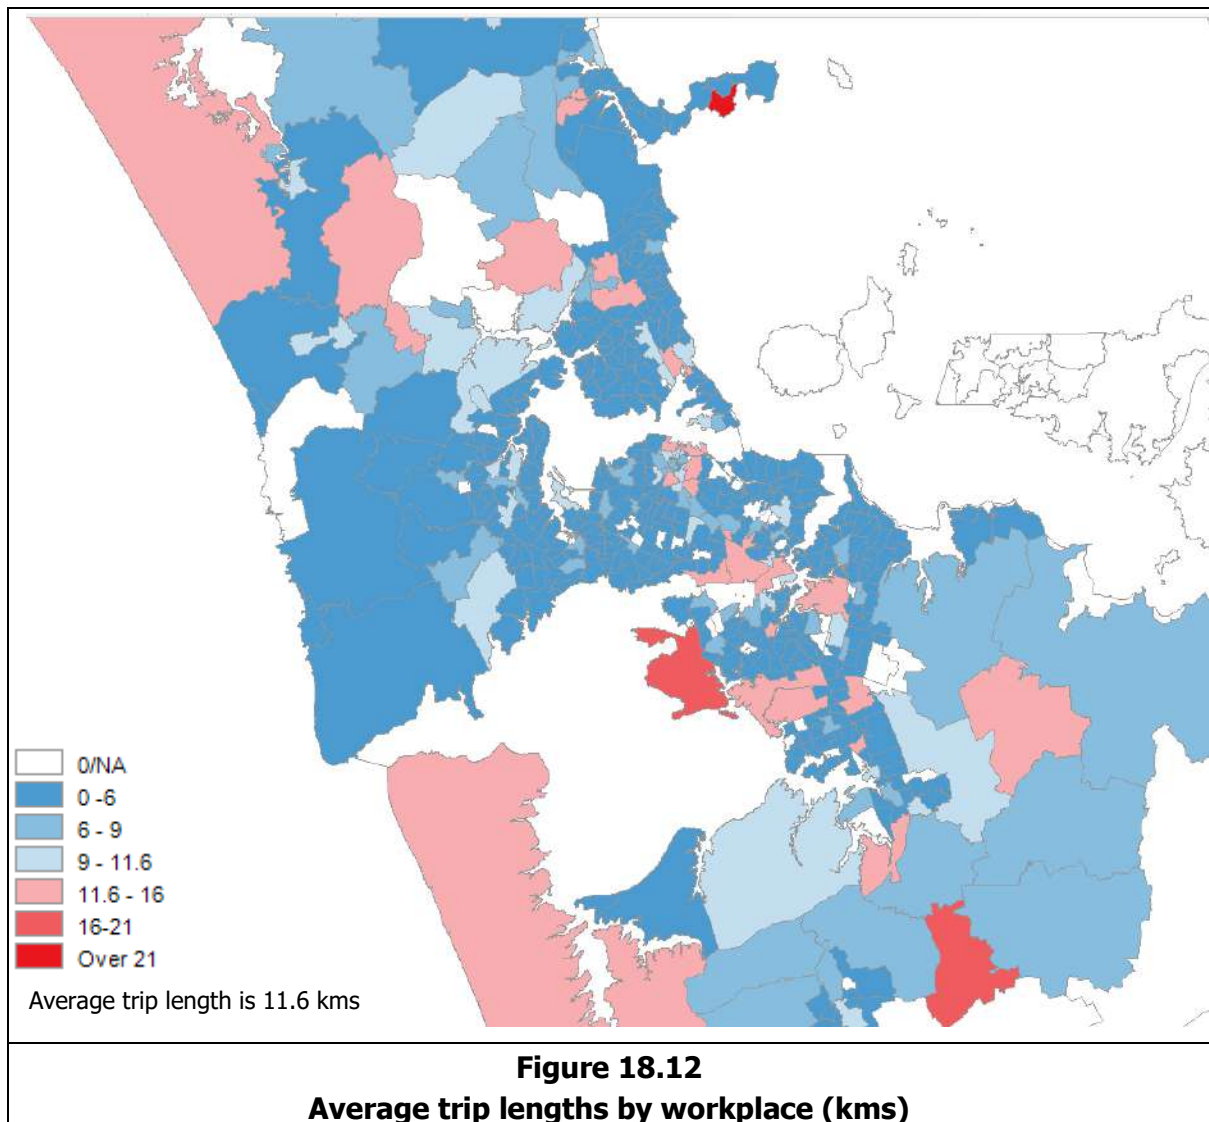 0/NA
0 -6
6 - 9
9 - 11.6
11.6 - 16
16-21
Over 21
Average trip length is 11.6 kms
Figure 18.12
Average trip lengths by workplace (kms)